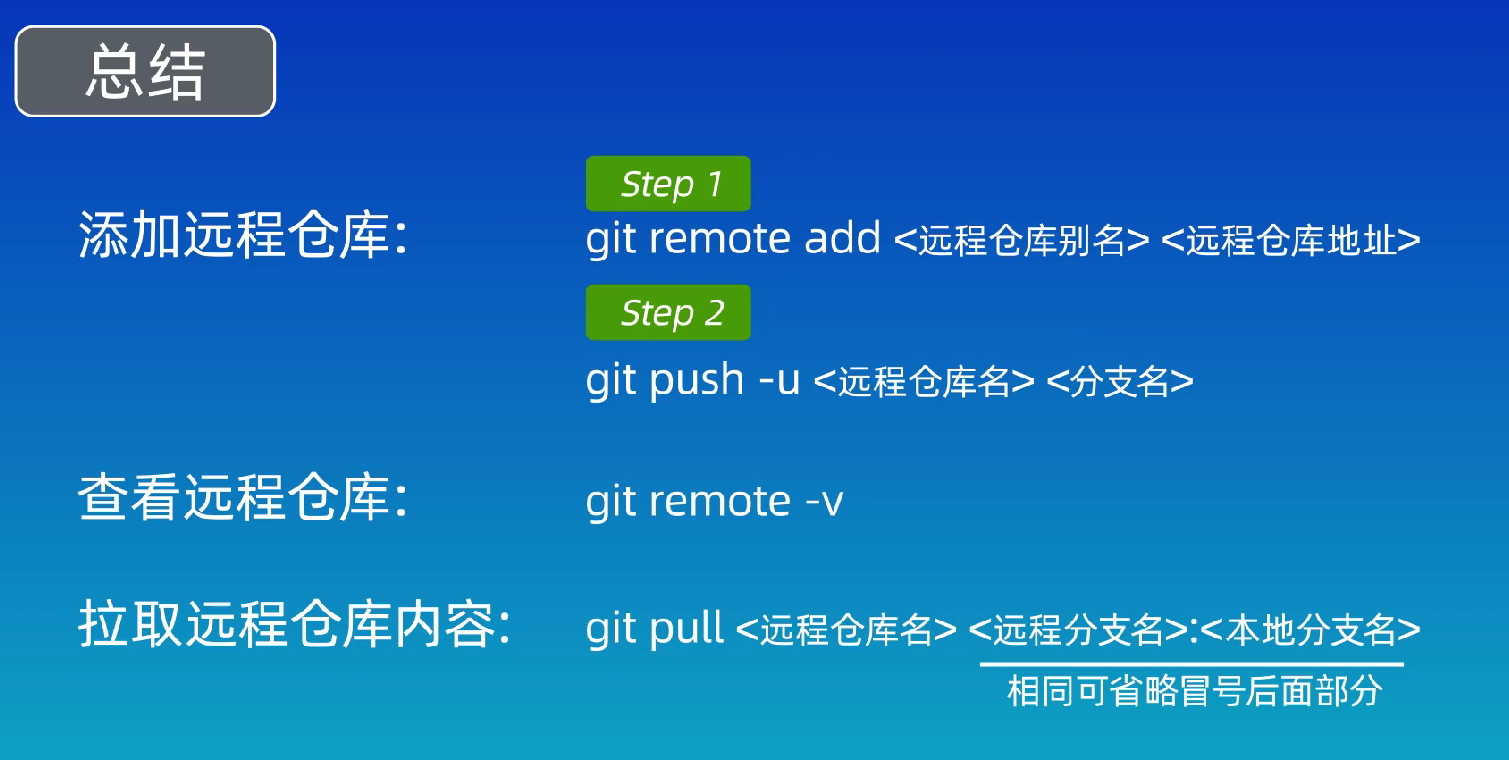 总结
Step 1
添加远程仓库: git remote add <远程仓库别名> <远程仓库地址>
Step 2
git push -u <远程仓库名> <分支名>
查看远程仓库: git remote -v
拉取远程仓库内容: git pull <远程仓库名> <远程分支名>:<本地分支名>
相同可省略冒号后面部分